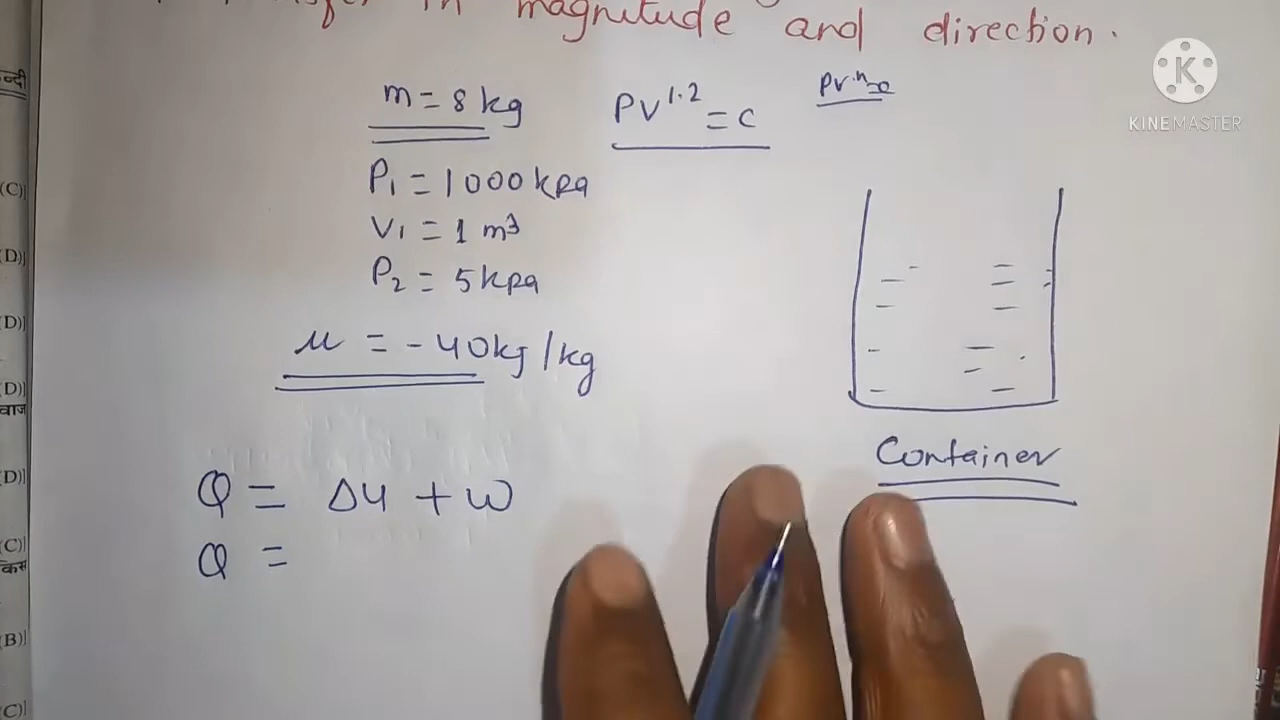 in magnitude and direction.
KINEMASTER
m = 8 kg
PV^1.2 = C
P1 = 1000 kpa
V1 = 1 m³
P2 = 5 kpa
u = - 40 kJ / kg
Container
Q = Δu + W
Q =
(C)]
(D)]
(D)]
(D)]
(D)]
(C)]
(B)]
(C)]